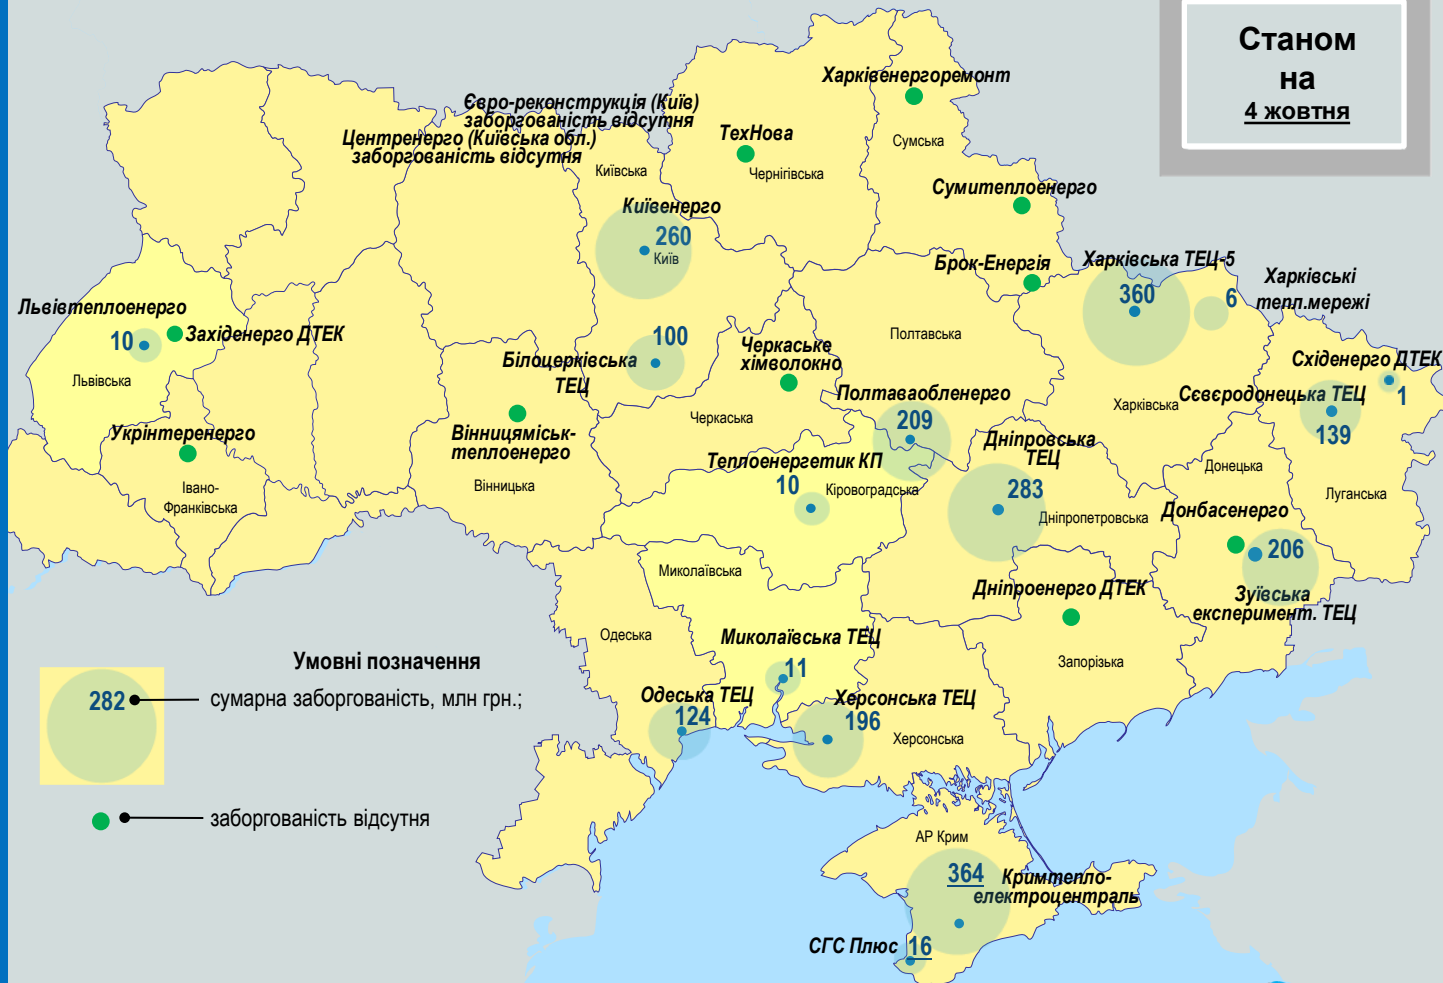 Станом
на
4 жовтня
Харківенергоремонт
Євро-реконструкція (Київ)
заборгованість відсутня
Центренерго (Київська обл.)
заборгованість відсутня
ТехНова
Сумська
Київська
Чернігівська
Сумитеплоенерго
Київенерго
260
Київ
Брок-Енергія
Харківська ТЕЦ-5
360
6
Харківські
тепл.мережі
Львівтеплоенерго
10
Західенерго ДТЕК
Львівська
100
Білоцерківська
ТЕЦ
Черкаське
хімволокно
Полтавська
Східенерго ДТЕК
1
Сєвєродонецька ТЕЦ
139
Харківська
Полтаваобленерго
209
Черкаська
Укрінтеренерго
Вінницяміськ-
теплоенерго
Дніпровська
ТЕЦ
283
Теплоенергетик КП
10
Кіровоградська
Донецька
Івано-
Франківська
Вінницька
Луганська
Дніпропетровська
Донбасенерго
206
Зуївська
експеримент. ТЕЦ
Миколаївська
Дніпроенерго ДТЕК
Одеська
Миколаївська ТЕЦ
11
Запорізька
Одеська ТЕЦ
124
Херсонська ТЕЦ
196
Херсонська
Умовні позначення
282
сумарна заборгованість, млн грн.;
заборгованість відсутня
АР Крим
364
Кримтепло-
електроцентраль
СГС Плюс
16